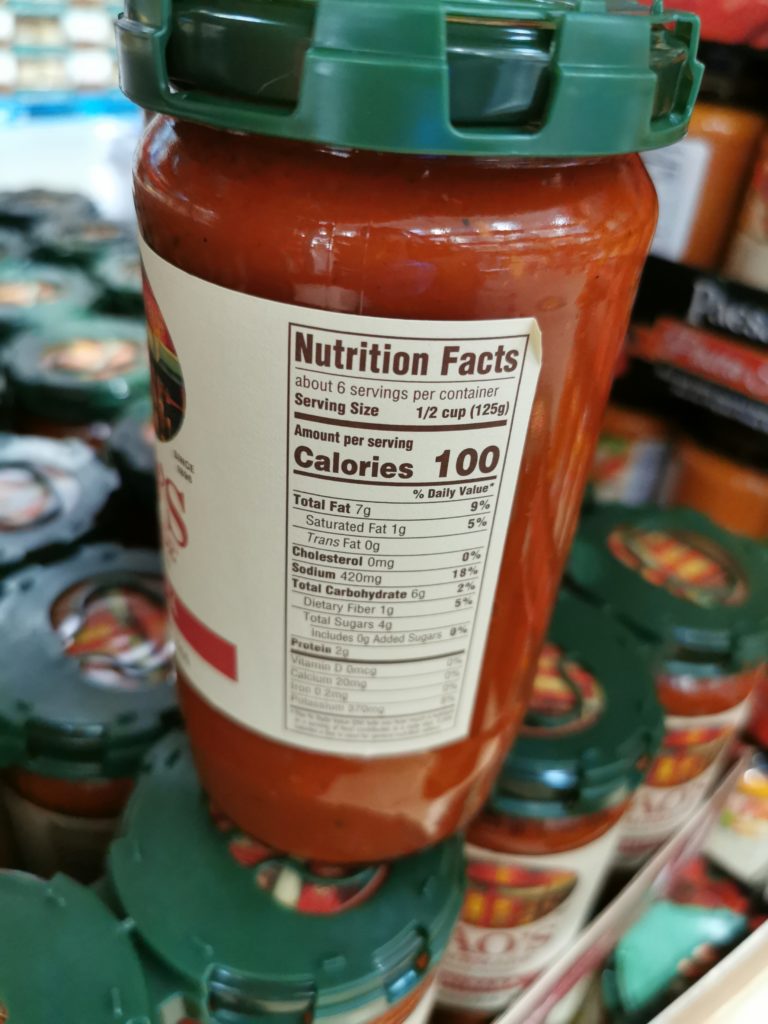 Nutrition Facts
about 6 servings per container
Serving Size 1/2 cup (125g)
Amount per serving
Calories 100
% Daily Value*
Total Fat 7g 9%
Saturated Fat 1g 5%
Trans Fat 0g
Cholesterol 0mg 0%
Sodium 420mg 18%
Total Carbohydrate 6g 2%
Dietary Fiber 1g 5%
Total Sugars 4g
Includes 0g Added Sugars 0%
Protein 2g
Vitamin D 0mcg 0%
Calcium 20mg 0%
Iron 0.2mg 0%
Potassium 370mg 8%
SINCE
1896
AO'S